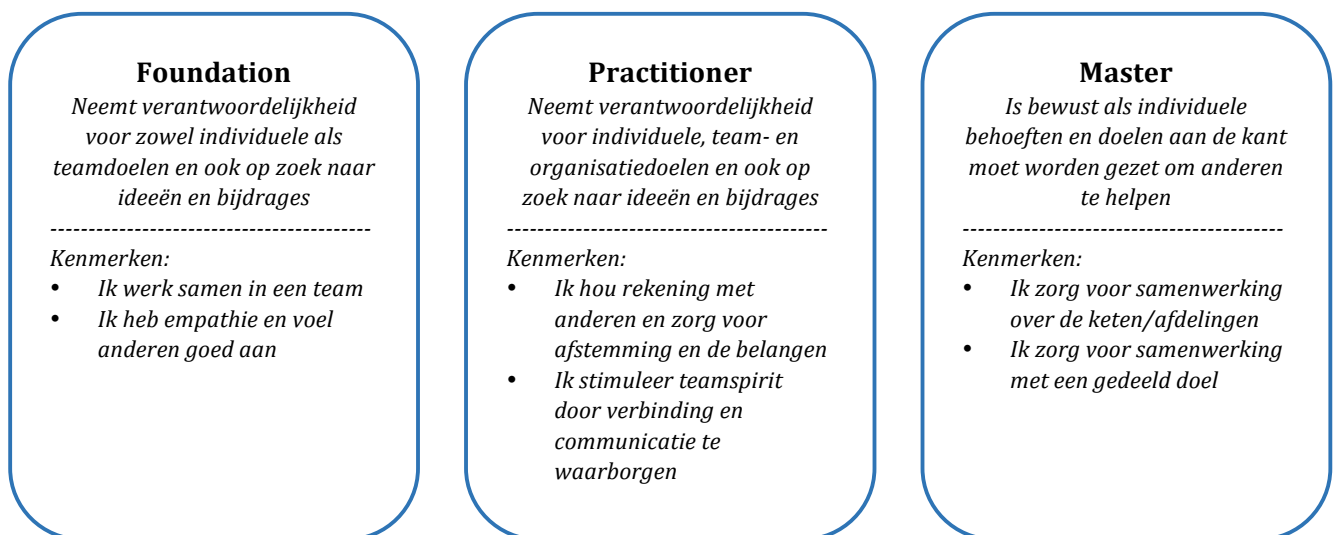 Foundation
Neemt verantwoordelijkheid
voor zowel individuele als
teamdoelen en ook op zoek naar
ideeën en bijdrages
------------------------------------------
Kenmerken:
• Ik werk samen in een team
• Ik heb empathie en voel
anderen goed aan
Practitioner
Neemt verantwoordelijkheid
voor individuele, team- en
organisatiedoelen en ook op
zoek naar ideeën en bijdrages
------------------------------------------
Kenmerken:
• Ik hou rekening met
anderen en zorg voor
afstemming en de belangen
• Ik stimuleer teamspirit
door verbinding en
communicatie te
waarborgen
Master
Is bewust als individuele
behoeften en doelen aan de kant
moet worden gezet om anderen
te helpen
------------------------------------------
Kenmerken:
• Ik zorg voor samenwerking
over de keten/afdelingen
• Ik zorg voor samenwerking
met een gedeeld doel